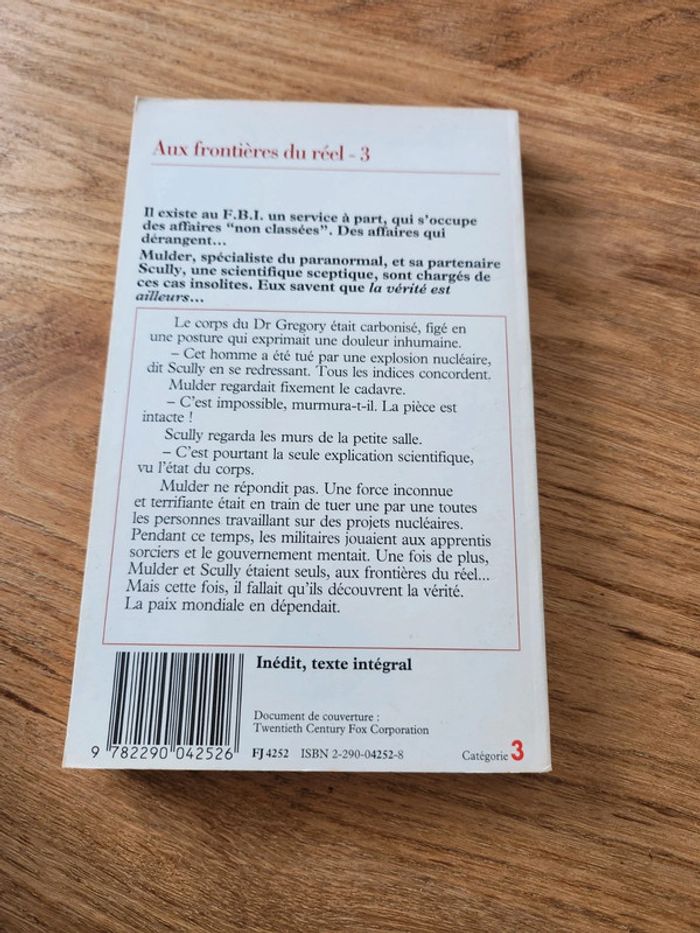 Aux frontières du réel - 3
Il existe au F.B.I. un service à part, qui s'occupe
des affaires "non classées". Des affaires qui
dérangent...
Mulder, spécialiste du paranormal, et sa partenaire
Scully, une scientifique sceptique, sont chargés de
ces cas insolites. Eux savent que la vérité est
ailleurs...
Le corps du Dr Gregory était carbonisé, figé en
une posture qui exprimait une douleur inhumaine.
– Cet homme a été tué par une explosion nucléaire,
dit Scully en se redressant. Tous les indices concordent.
Mulder regardait fixement le cadavre.
– C'est impossible, murmura-t-il. La pièce est
intacte !
Scully regarda les murs de la petite salle.
– C'est pourtant la seule explication scientifique,
vu l'état du corps.
Mulder ne répondit pas. Une force inconnue
et terrifiante était en train de tuer une par une toutes
les personnes travaillant sur des projets nucléaires.
Pendant ce temps, les militaires jouaient aux apprentis
sorciers et le gouvernement mentait. Une fois de plus,
Mulder et Scully étaient seuls, aux frontières du réel...
Mais cette fois, il fallait qu'ils découvrent la vérité.
La paix mondiale en dépendait.
Inédit, texte intégral
Document de couverture :
Twentieth Century Fox Corporation
9 782290 042526
FJ 4252 ISBN 2-290-04252-8
Catégorie 3